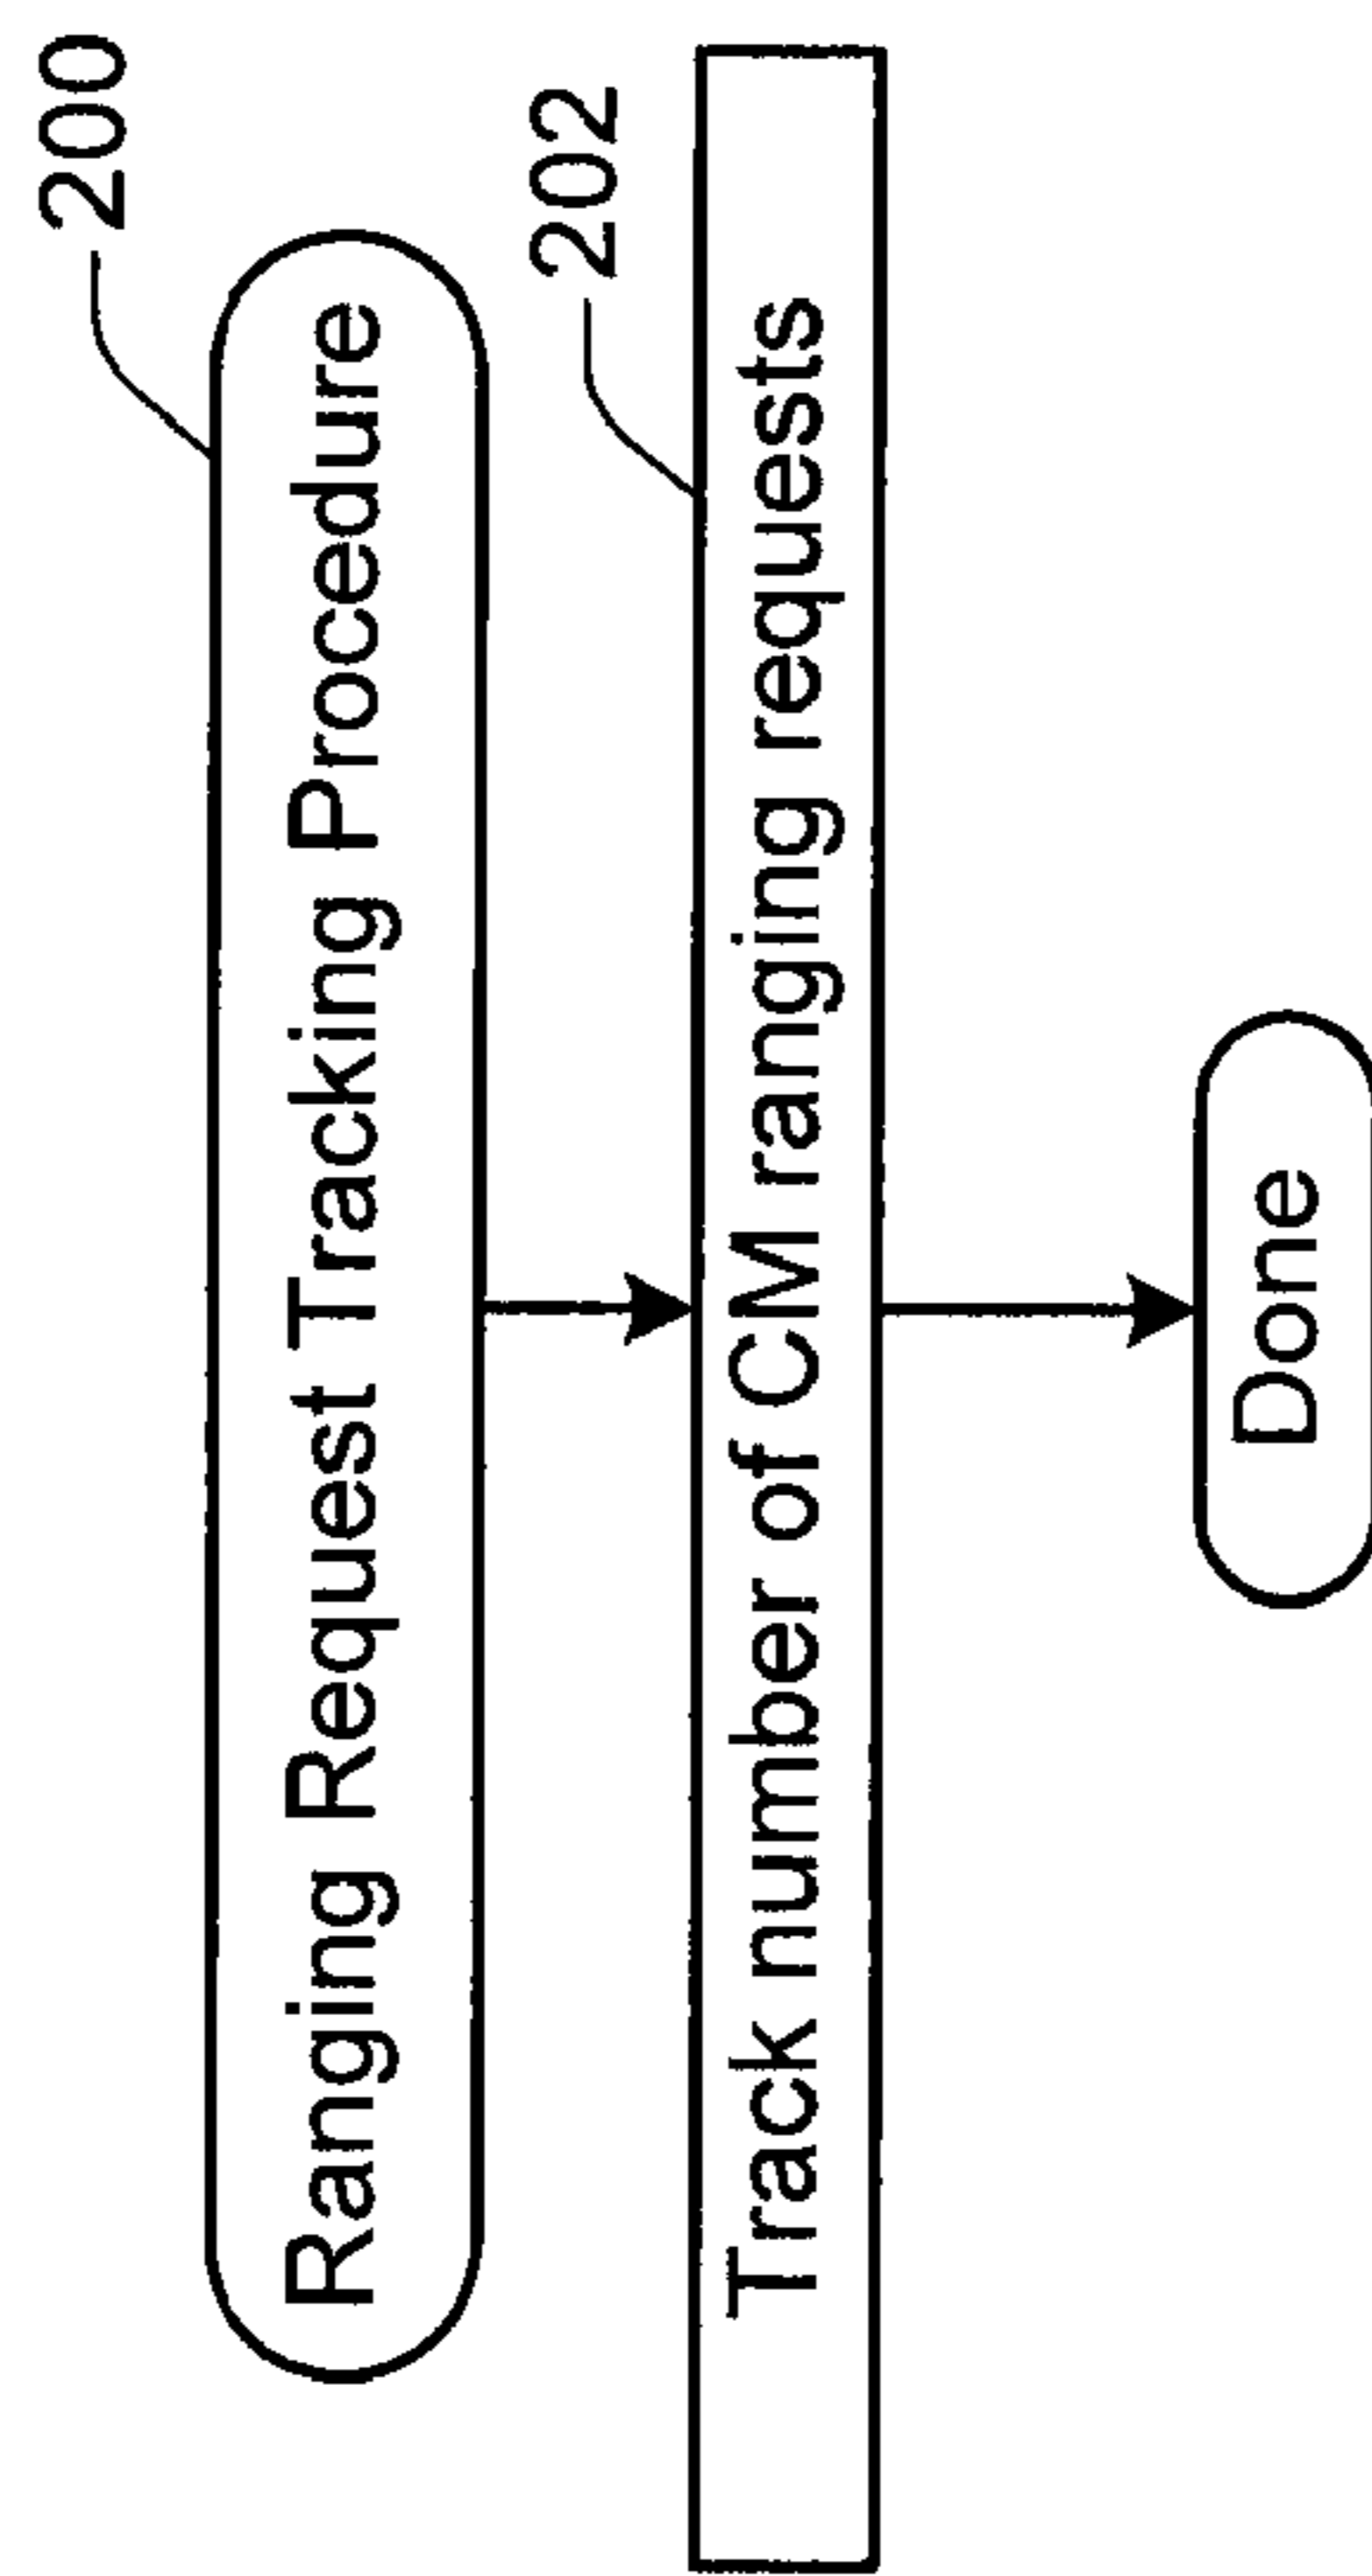 200
Ranging Request Tracking Procedure
202
Track number of CM ranging requests
Done